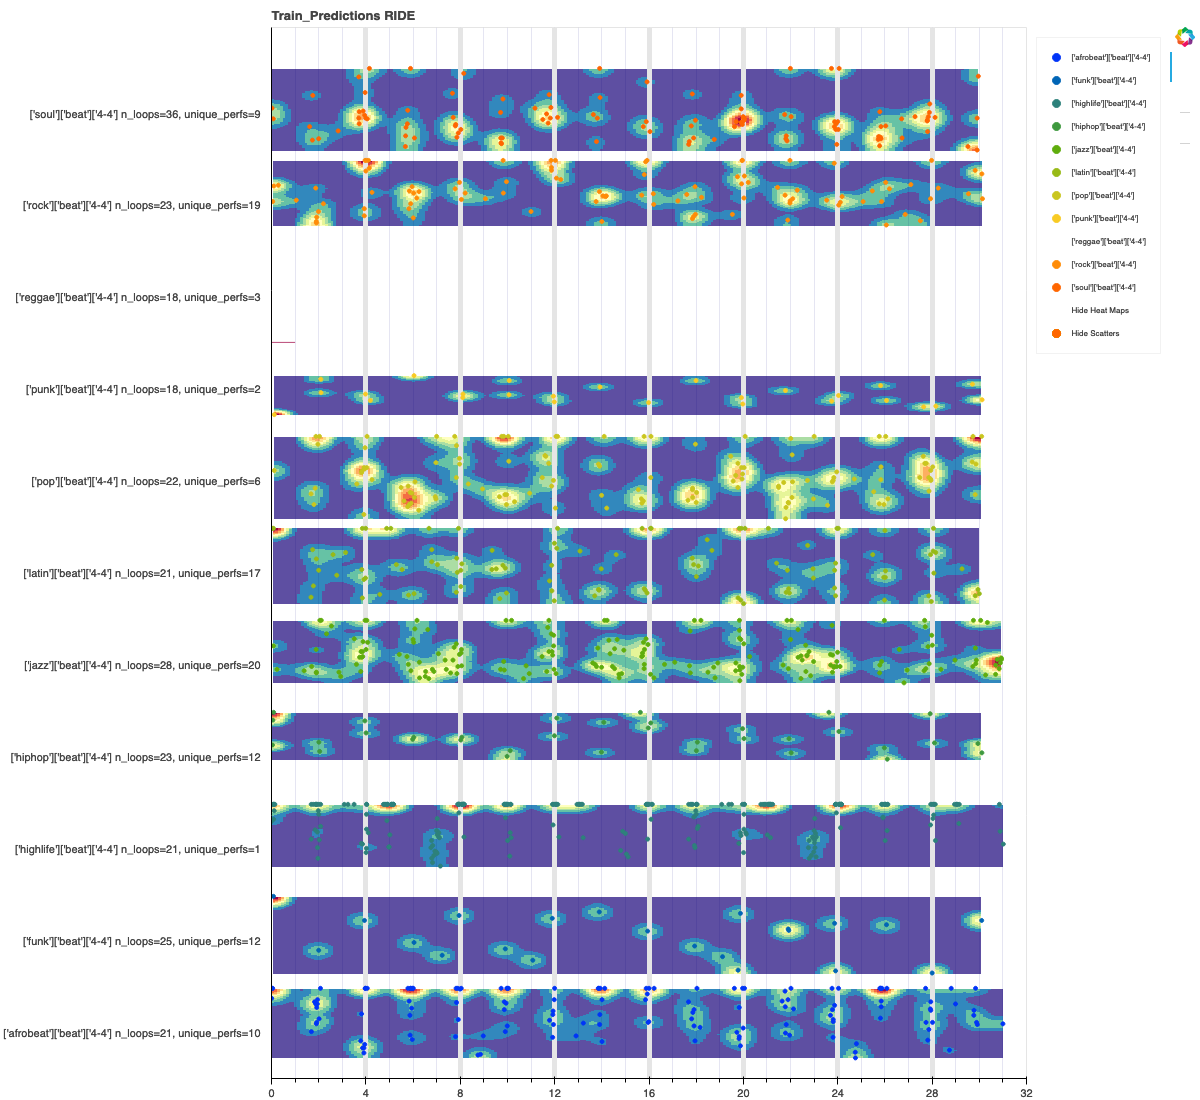 Train_Predictions RIDE
['soul']['beat']['4-4'] n_loops=36, unique_perfs=9
['rock']['beat']['4-4'] n_loops=23, unique_perfs=19
['reggae']['beat']['4-4'] n_loops=18, unique_perfs=3
['punk']['beat']['4-4'] n_loops=18, unique_perfs=2
['pop']['beat']['4-4'] n_loops=22, unique_perfs=6
['latin']['beat']['4-4'] n_loops=21, unique_perfs=17
['jazz']['beat']['4-4'] n_loops=28, unique_perfs=20
['hiphop']['beat']['4-4'] n_loops=23, unique_perfs=12
['highlife']['beat']['4-4'] n_loops=21, unique_perfs=1
['funk']['beat']['4-4'] n_loops=25, unique_perfs=12
['afrobeat']['beat']['4-4'] n_loops=21, unique_perfs=10
0 4 8 12 16 20 24 28 32
['afrobeat']['beat']['4-4']
['funk']['beat']['4-4']
['highlife']['beat']['4-4']
['hiphop']['beat']['4-4']
['jazz']['beat']['4-4']
['latin']['beat']['4-4']
['pop']['beat']['4-4']
['punk']['beat']['4-4']
['reggae']['beat']['4-4']
['rock']['beat']['4-4']
['soul']['beat']['4-4']
Hide Heat Maps
Hide Scatters